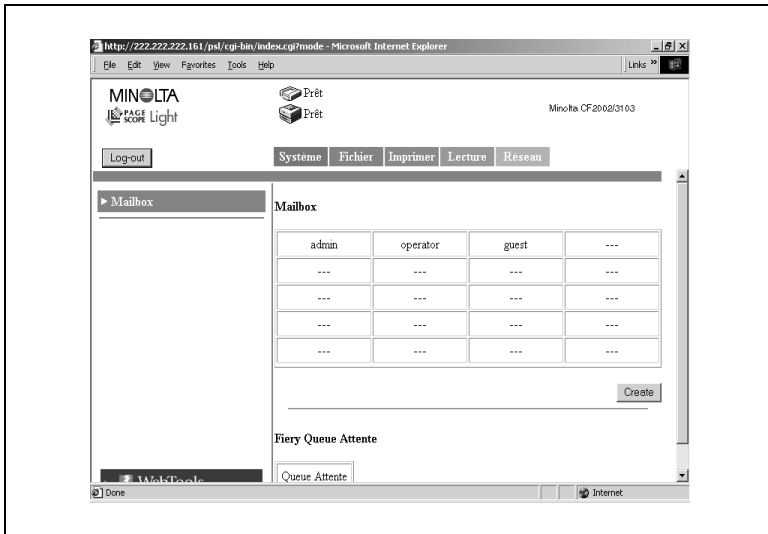 http://222.222.222.161/psl/cgi-bin/index.cgi?mode - Microsoft Internet Explorer
File Edit View Favorites Tools Help
Links »
MINOLTA
PAGE SCOPE Light
Prêt
Prêt
Minolta CF2002/3103
Log-out
Système Fichier Imprimer Lecture Réseau
Mailbox
Mailbox
admin operator guest ---
--- --- --- ---
--- --- --- ---
--- --- --- ---
--- --- --- ---
Create
Fiery Queue Attente
WebTools
Queue Attente
Done
Internet